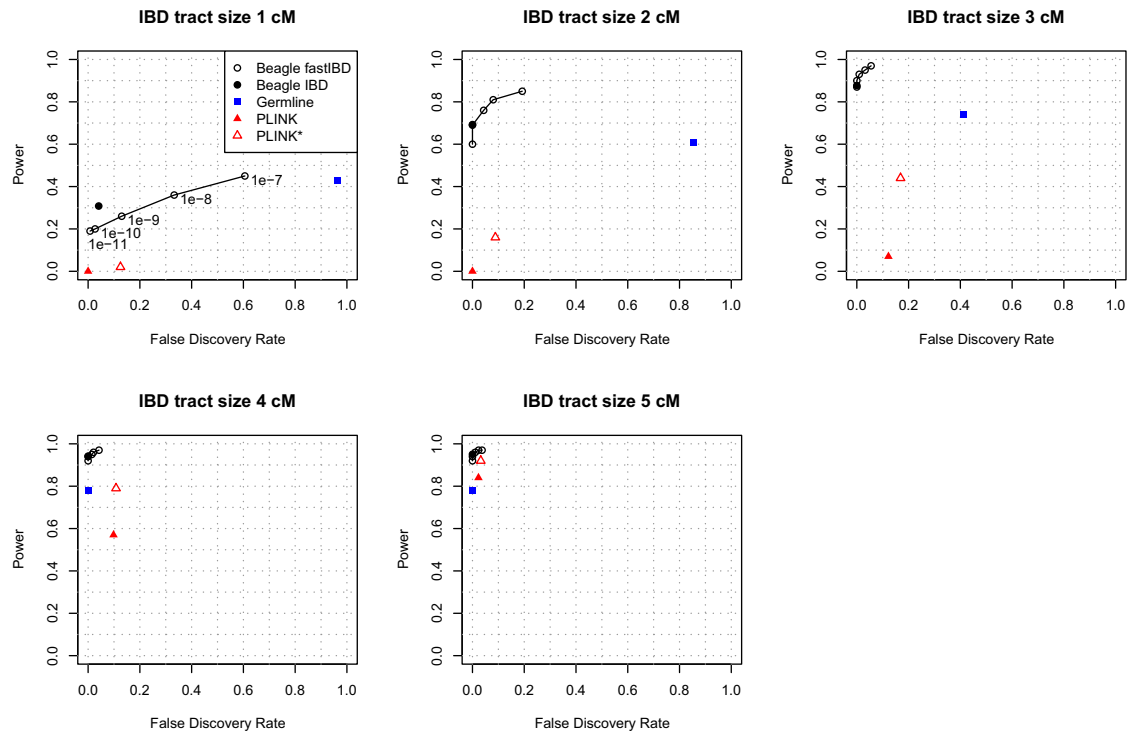 IBD tract size 1 cM
Power
0.0 0.2 0.4 0.6 0.8 1.0
Beagle fastIBD
Beagle IBD
Germline
PLINK
PLINK*
1e−7
1e−8
1e−9
1e−10
1e−11
0.0 0.2 0.4 0.6 0.8 1.0
False Discovery Rate
IBD tract size 2 cM
Power
0.0 0.2 0.4 0.6 0.8 1.0
0.0 0.2 0.4 0.6 0.8 1.0
False Discovery Rate
IBD tract size 3 cM
Power
0.0 0.2 0.4 0.6 0.8 1.0
0.0 0.2 0.4 0.6 0.8 1.0
False Discovery Rate
IBD tract size 4 cM
Power
0.0 0.2 0.4 0.6 0.8 1.0
0.0 0.2 0.4 0.6 0.8 1.0
False Discovery Rate
IBD tract size 5 cM
Power
0.0 0.2 0.4 0.6 0.8 1.0
0.0 0.2 0.4 0.6 0.8 1.0
False Discovery Rate